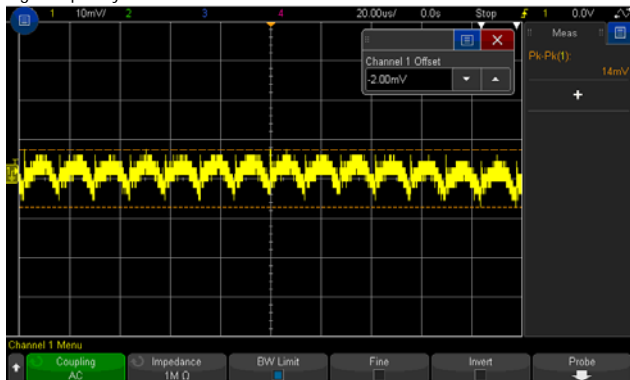 1 10mV/ 2 3 4 20.00us/ 0.0s Stop 1 0.0V
Meas
Channel 1 Offset
-2.00mV
Pk-Pk(1):
14mV
+
Channel 1 Menu
Coupling
AC
Impedance
1M Ω
BW Limit
Fine
Invert
Probe